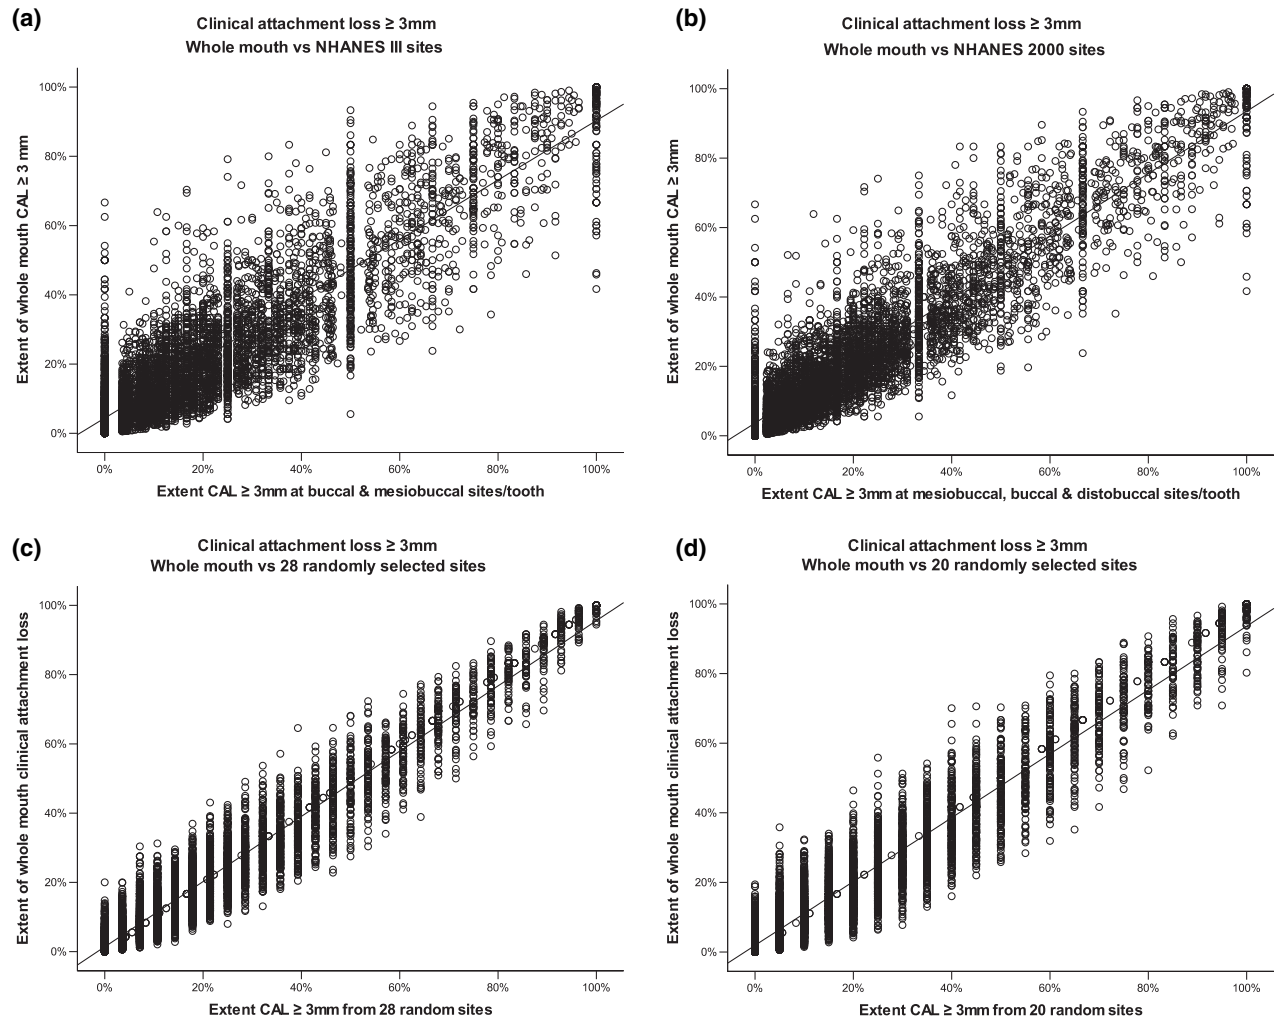 (a)
Clinical attachment loss ≥ 3mm
Whole mouth vs NHANES III sites
Extent of whole mouth CAL ≥ 3 mm
100%
80%
60%
40%
20%
0%
0%
20%
40%
60%
80%
100%
Extent CAL ≥ 3mm at buccal & mesiobuccal sites/tooth
(b)
Clinical attachment loss ≥ 3mm
Whole mouth vs NHANES 2000 sites
Extent of whole mouth CAL ≥ 3mm
100%
80%
60%
40%
20%
0%
0%
20%
40%
60%
80%
100%
Extent CAL ≥ 3mm at mesiobuccal, buccal & distobuccal sites/tooth
(c)
Clinical attachment loss ≥ 3mm
Whole mouth vs 28 randomly selected sites
Extent of whole mouth clinical attachment loss
100%
80%
60%
40%
20%
0%
0%
20%
40%
60%
80%
100%
Extent CAL ≥ 3mm from 28 random sites
(d)
Clinical attachment loss ≥ 3mm
Whole mouth vs 20 randomly selected sites
Extent of whole mouth clinical attachment loss
100%
80%
60%
40%
20%
0%
0%
20%
40%
60%
80%
100%
Extent CAL ≥ 3mm from 20 random sites